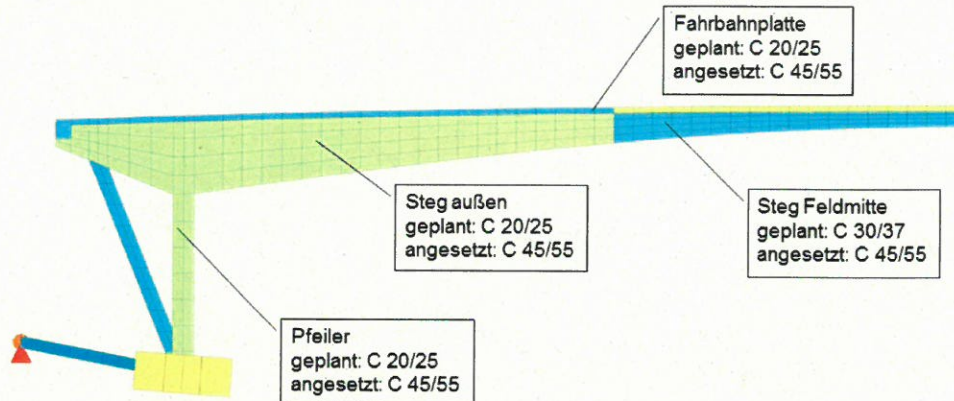 Fahrbahnplatte
geplant: C 20/25
angesetzt: C 45/55
Steg außen
geplant: C 20/25
angesetzt: C 45/55
Steg Feldmitte
geplant: C 30/37
angesetzt: C 45/55
Pfeiler
geplant: C 20/25
angesetzt: C 45/55